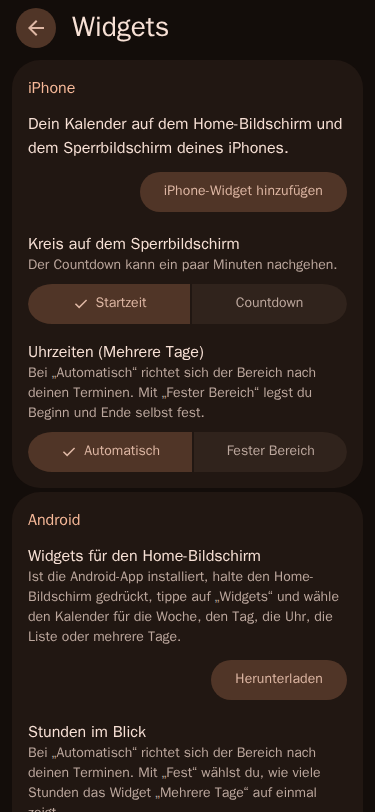 Widgets
iPhone
Dein Kalender auf dem Home-Bildschirm und
dem Sperrbildschirm deines iPhones.
iPhone-Widget hinzufügen
Kreis auf dem Sperrbildschirm
Der Countdown kann ein paar Minuten nachgehen.
Startzeit
Countdown
Uhrzeiten (Mehrere Tage)
Bei „Automatisch“ richtet sich der Bereich nach
deinen Terminen. Mit „Fester Bereich“ legst du
Beginn und Ende selbst fest.
Automatisch
Fester Bereich
Android
Widgets für den Home-Bildschirm
Ist die Android-App installiert, halte den Home-
Bildschirm gedrückt, tippe auf „Widgets“ und wähle
den Kalender für die Woche, den Tag, die Uhr, die
Liste oder mehrere Tage.
Herunterladen
Stunden im Blick
Bei „Automatisch“ richtet sich der Bereich nach
deinen Terminen. Mit „Fest“ wählst du, wie viele
Stunden das Widget „Mehrere Tage“ auf einmal
zeigt.